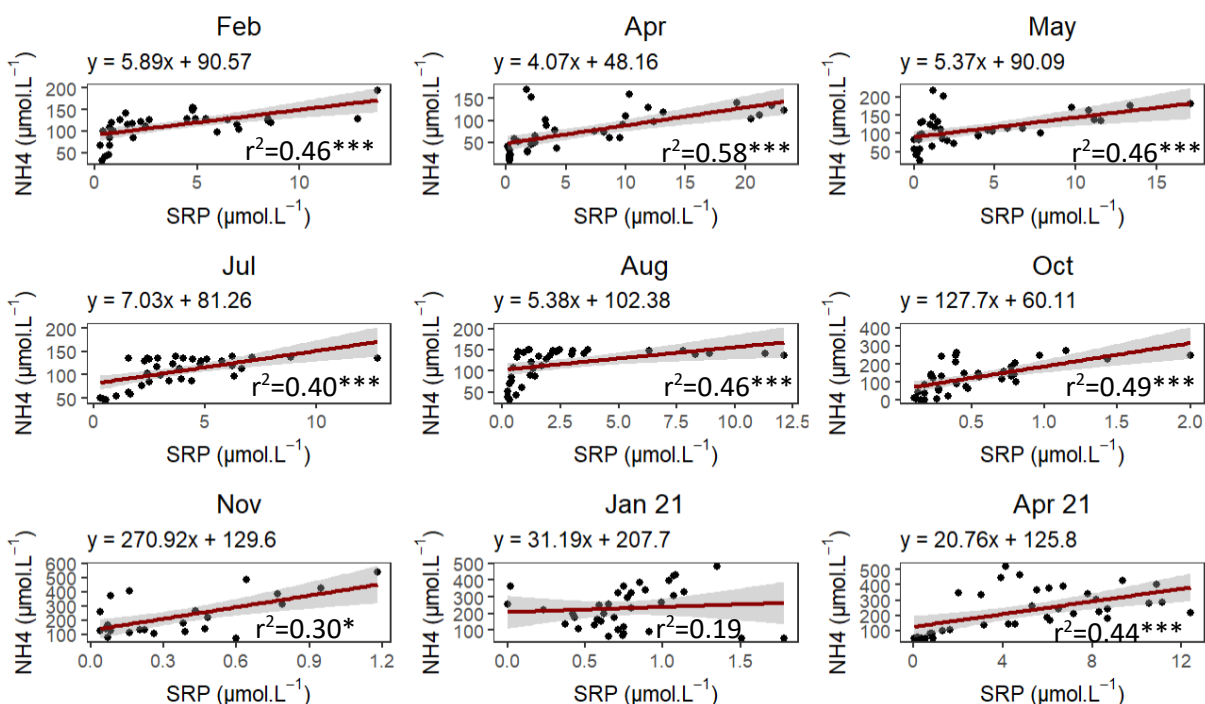 Feb Apr May
y = 5.89x + 90.57 y = 4.07x + 48.16 y = 5.37x + 90.09
NH4 (μmol.L⁻¹)
200
150
100
50
r²=0.46***
0 5 10
SRP (μmol.L⁻¹)
NH4 (μmol.L⁻¹)
150
100
50
r²=0.58***
0 5 10 15 20
SRP (μmol.L⁻¹)
NH4 (μmol.L⁻¹)
200
150
100
50
r²=0.46***
0 5 10 15
SRP (μmol.L⁻¹)
Jul Aug Oct
y = 7.03x + 81.26 y = 5.38x + 102.38 y = 127.7x + 60.11
NH4 (μmol.L⁻¹)
200
150
100
50
r²=0.40***
5 10
SRP (μmol.L⁻¹)
NH4 (μmol.L⁻¹)
200
150
100
50
r²=0.46***
0.0 2.5 5.0 7.5 10.0 12.5
SRP (μmol.L⁻¹)
NH4 (μmol.L⁻¹)
400
300
200
100
0
r²=0.49***
0.5 1.0 1.5 2.0
SRP (μmol.L⁻¹)
Nov Jan 21 Apr 21
y = 270.92x + 129.6 y = 31.19x + 207.7 y = 20.76x + 125.8
NH4 (μmol.L⁻¹)
600
500
400
300
200
100
r²=0.30*
0.0 0.3 0.6 0.9 1.2
SRP (μmol.L⁻¹)
NH4 (μmol.L⁻¹)
500
400
300
200
100
r²=0.19
0.0 0.5 1.0 1.5
SRP (μmol.L⁻¹)
NH4 (μmol.L⁻¹)
500
400
300
200
100
r²=0.44***
0 4 8 12
SRP (μmol.L⁻¹)